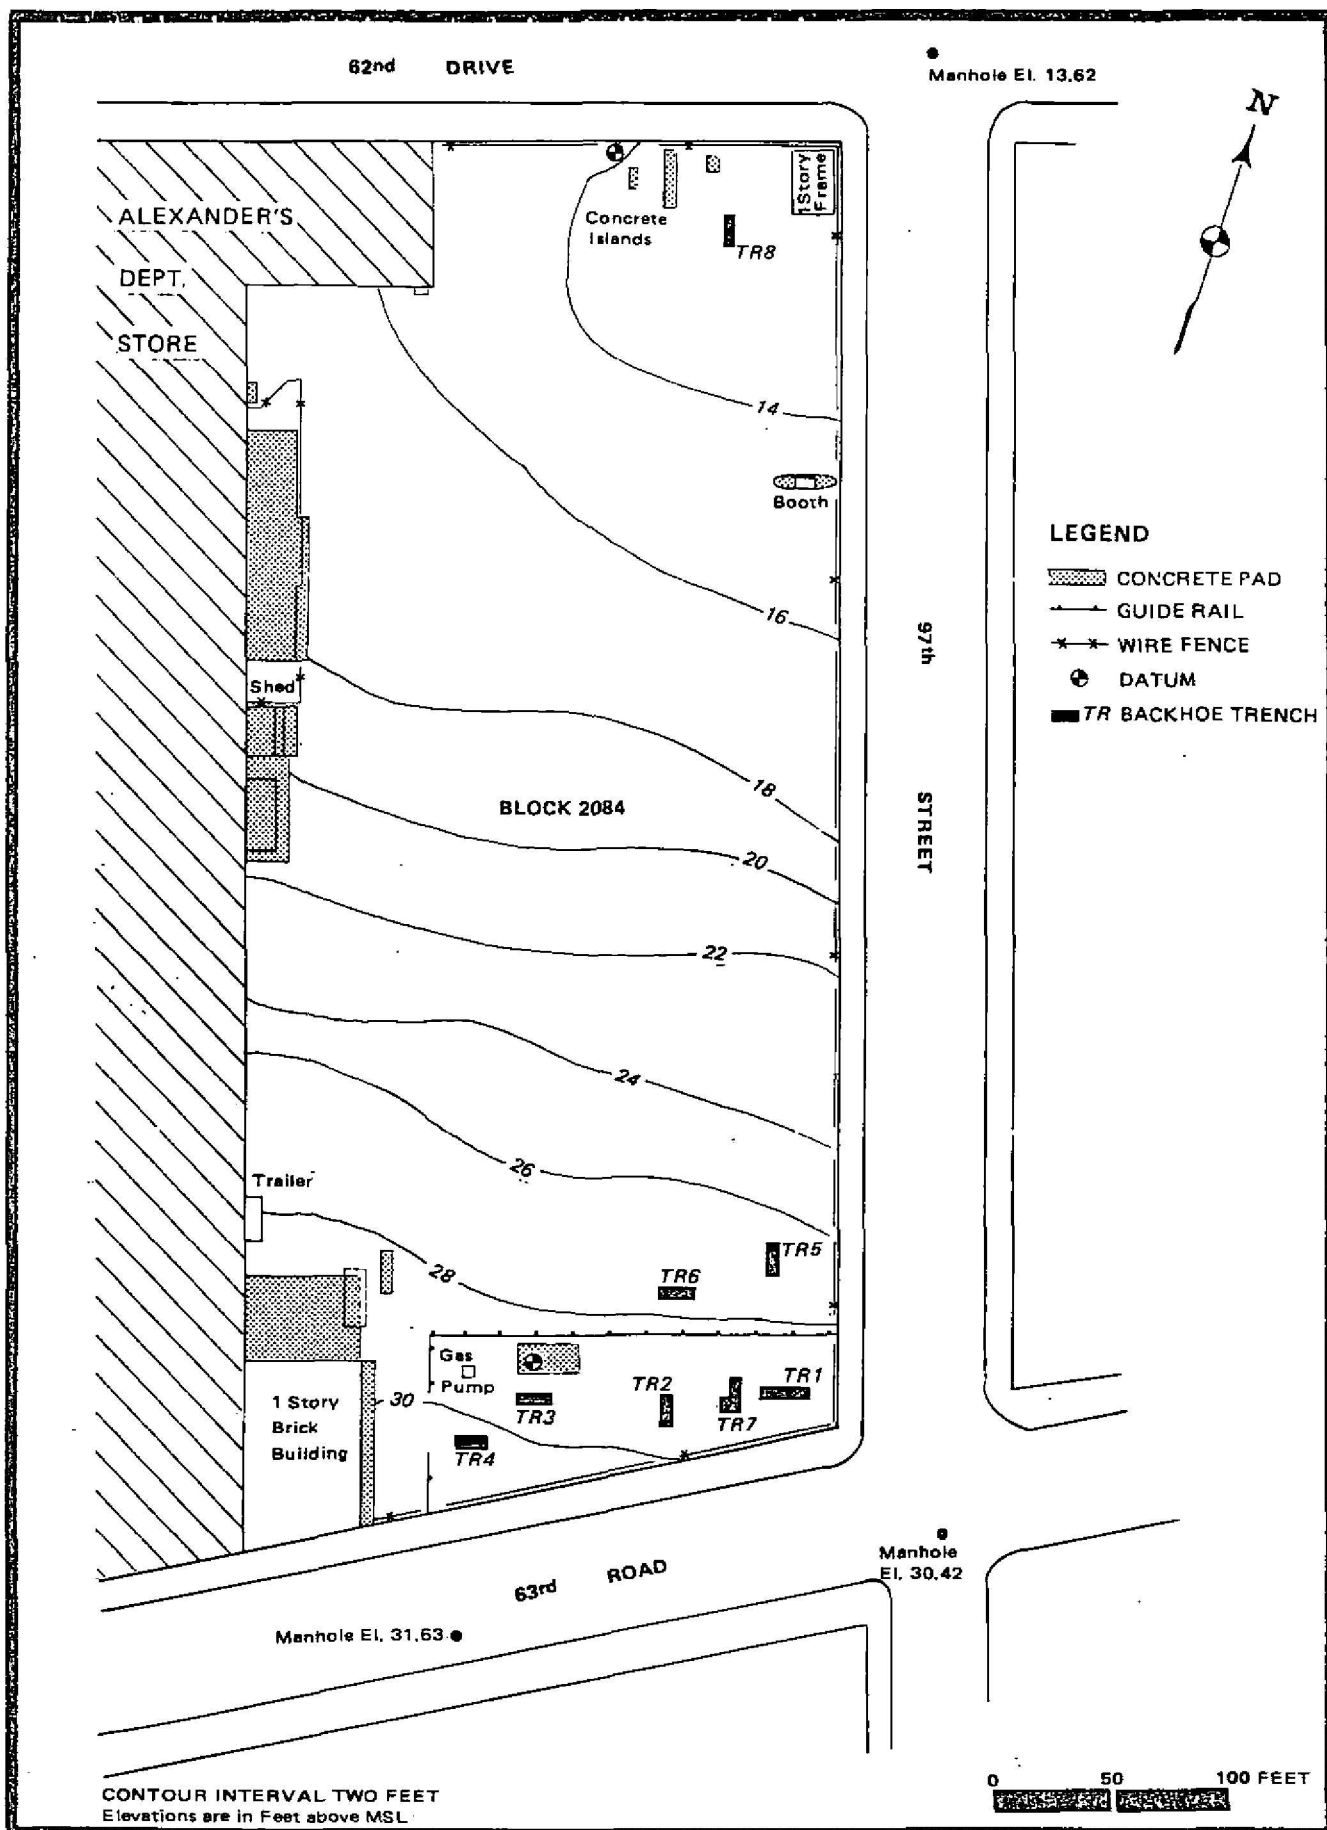 62nd DRIVE
Manhole El. 13.62
N
ALEXANDER'S
DEPT.
STORE
Concrete
Islands
1 Story
Frame
TR8
14
Booth
16
97th STREET
LEGEND
CONCRETE PAD
GUIDE RAIL
WIRE FENCE
DATUM
TR BACKHOE TRENCH
Shed
18
BLOCK 2084
20
22
24
26
Trailer
28
TR5
TR6
Gas
Pump
TR1
TR2
TR7
TR3
TR4
30
1 Story
Brick
Building
Manhole
El. 30.42
63rd ROAD
Manhole El. 31.63
CONTOUR INTERVAL TWO FEET
Elevations are in Feet above MSL
0 50 100 FEET